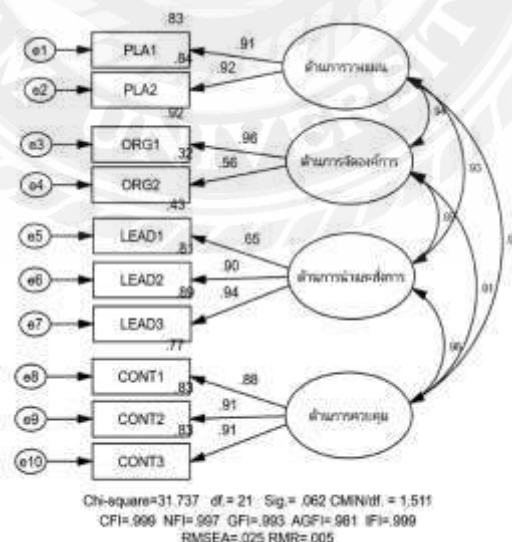 .83
e1 PLA1 .91 ด้านการวางแผน
.84
e2 PLA2 .92
.92 .94
e3 ORG1 .96 ด้านการจัดองค์การ .93
.32
e4 ORG2 .56
.43
e5 LEAD1 .65
.81
e6 LEAD2 .90 ด้านการนำและสั่งการ .91
.89
e7 LEAD3 .94
.77
e8 CONT1 .88
.83
e9 CONT2 .91 ด้านการควบคุม
.83
e10 CONT3 .91
Chi-square=31.737 df.= 21 Sig.= .062 CMIN/df. = 1.511
CFI=.999 NFI=.997 GFI=.993 AGFI=.981 IFI=.999
RMSEA=.025 RMR=.005